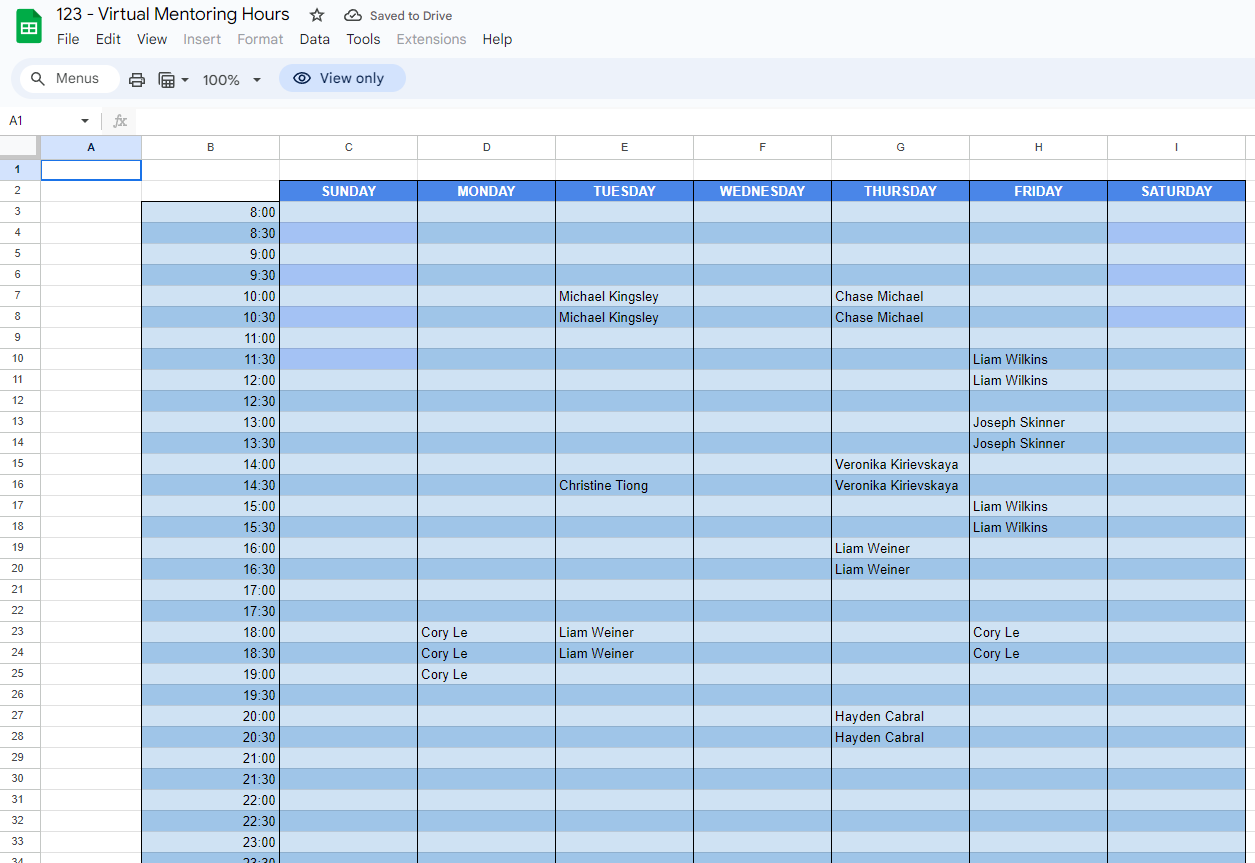 123 - Virtual Mentoring Hours Saved to Drive
File Edit View Insert Format Data Tools Extensions Help
Menus 100% View only
A1 fx
A B C D E F G H I
1
2 SUNDAY MONDAY TUESDAY WEDNESDAY THURSDAY FRIDAY SATURDAY
3 8:00
4 8:30
5 9:00
6 9:30
7 10:00 Michael Kingsley Chase Michael
8 10:30 Michael Kingsley Chase Michael
9 11:00
10 11:30 Liam Wilkins
11 12:00 Liam Wilkins
12 12:30
13 13:00 Joseph Skinner
14 13:30 Joseph Skinner
15 14:00 Veronika Kirievskaya
16 14:30 Christine Tiong Veronika Kirievskaya
17 15:00 Liam Wilkins
18 15:30 Liam Wilkins
19 16:00 Liam Weiner
20 16:30 Liam Weiner
21 17:00
22 17:30
23 18:00 Cory Le Liam Weiner Cory Le
24 18:30 Cory Le Liam Weiner Cory Le
25 19:00 Cory Le
26 19:30
27 20:00 Hayden Cabral
28 20:30 Hayden Cabral
29 21:00
30 21:30
31 22:00
32 22:30
33 23:00
34 23:30